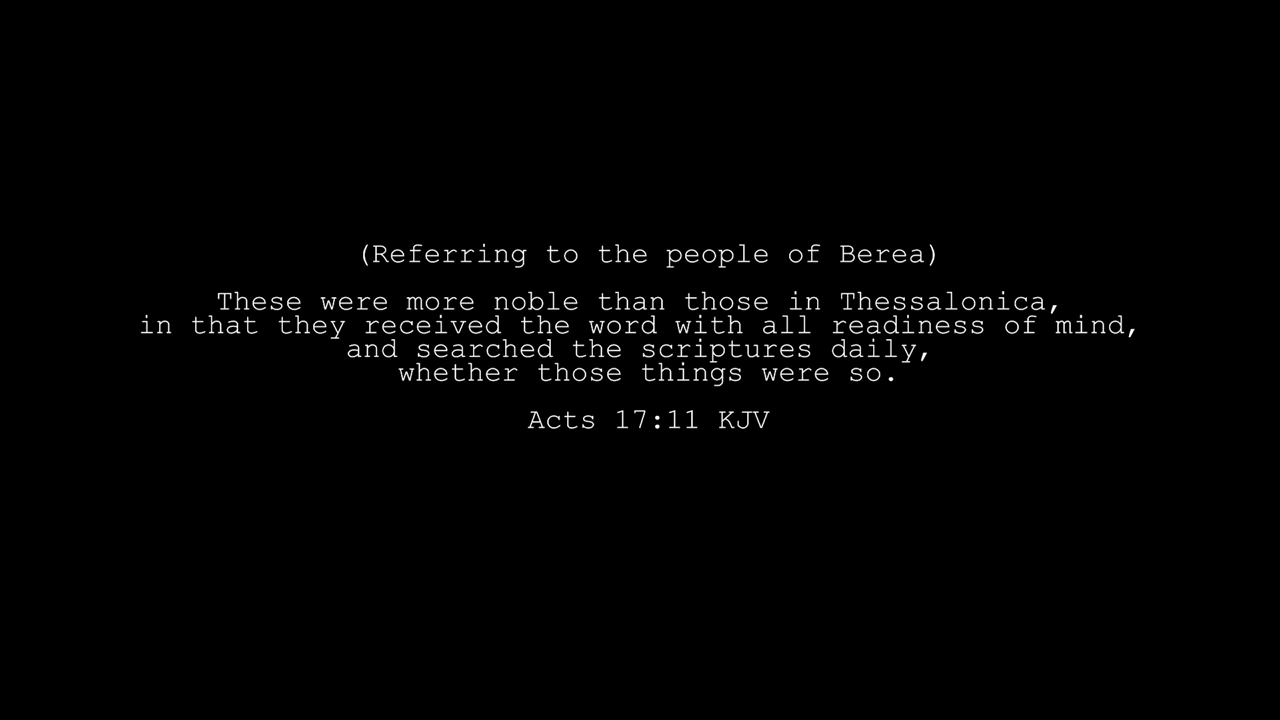 (Referring to the people of Berea)
These were more noble than those in Thessalonica,
in that they received the word with all readiness of mind,
and searched the scriptures daily,
whether those things were so.
Acts 17:11 KJV